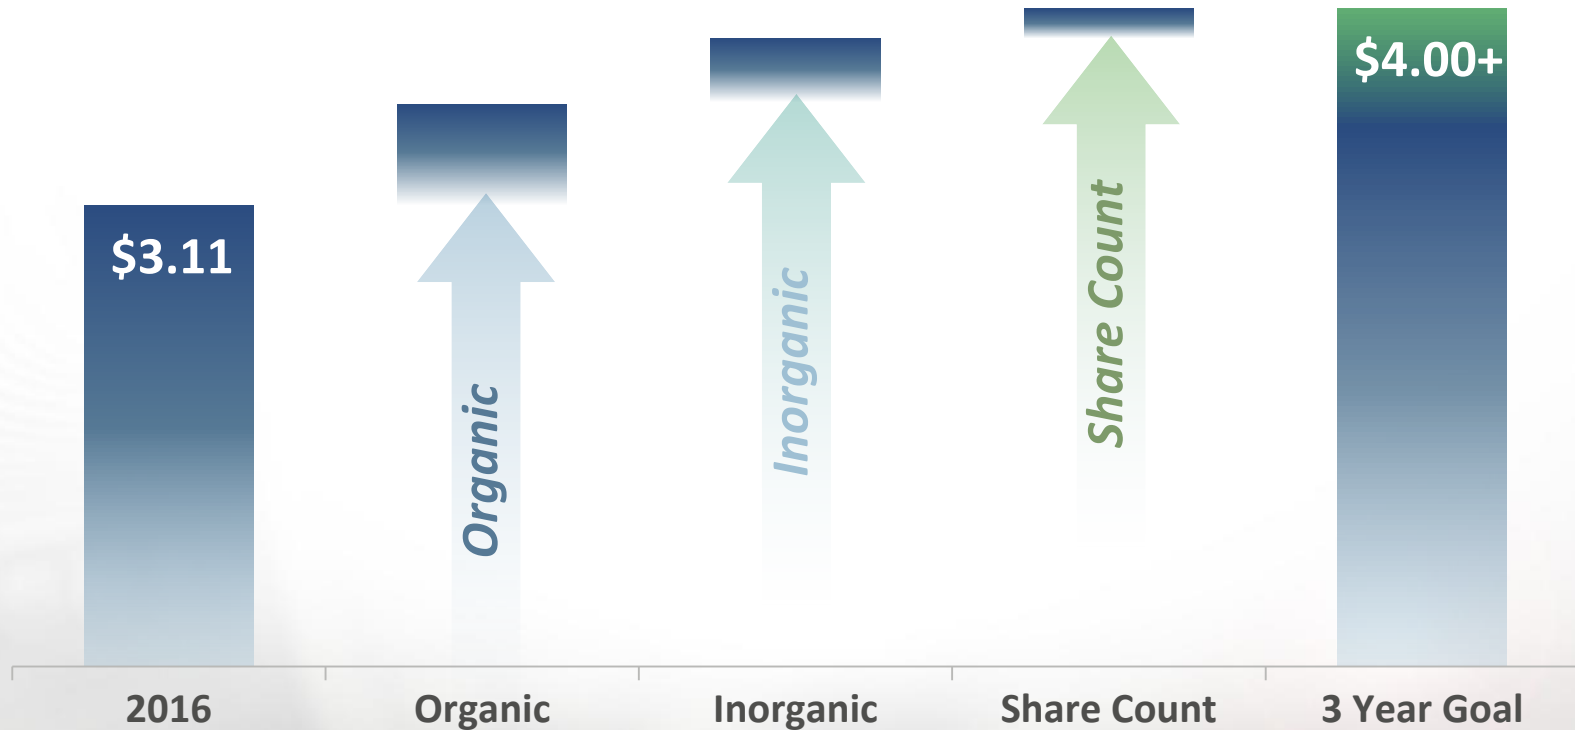 $3.11
Organic
Inorganic
Share Count
$4.00+
2016
Organic
Inorganic
Share Count
3 Year Goal